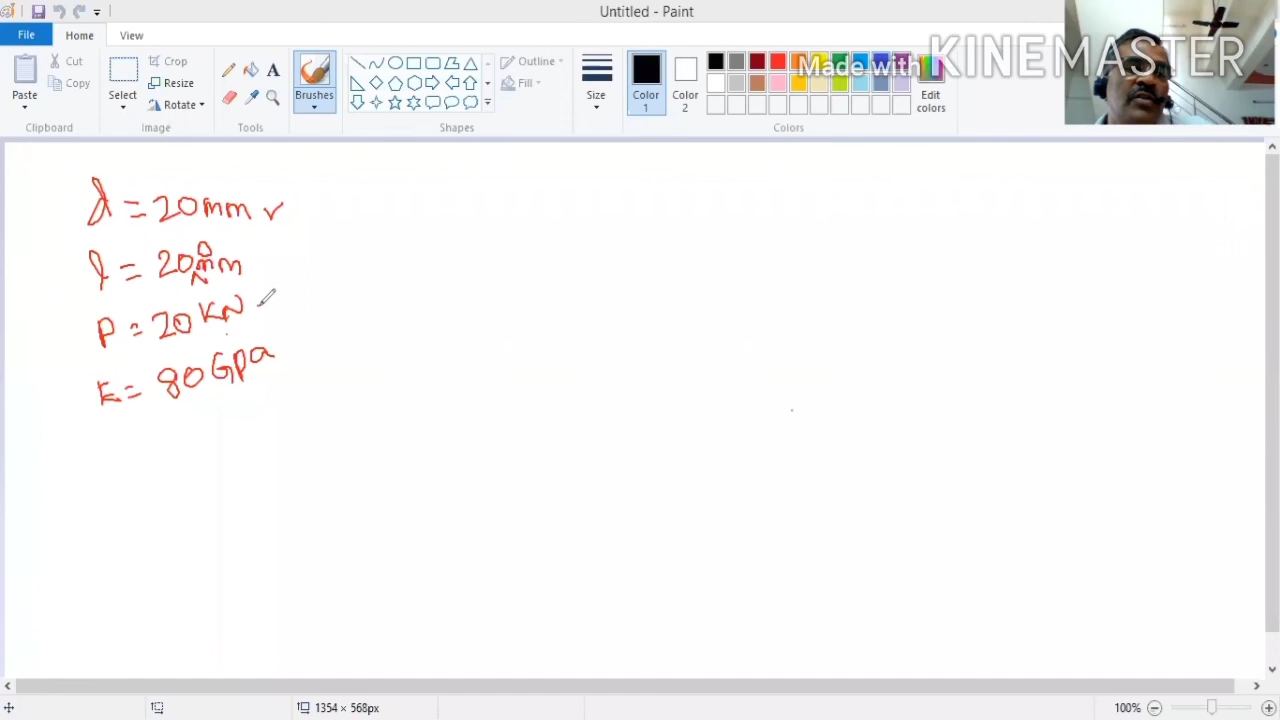 Untitled - Paint
File
Home
View
Paste
Cut
Copy
Clipboard
Select
Crop
Resize
Rotate
Image
Tools
Brushes
Shapes
Outline
Fill
Size
Color 1
Color 2
Colors
Edit colors
Made with KINEMASTER
d = 20mm
l = 200mm
P = 20 KN
E = 80 GPa
1354 × 568px
100%